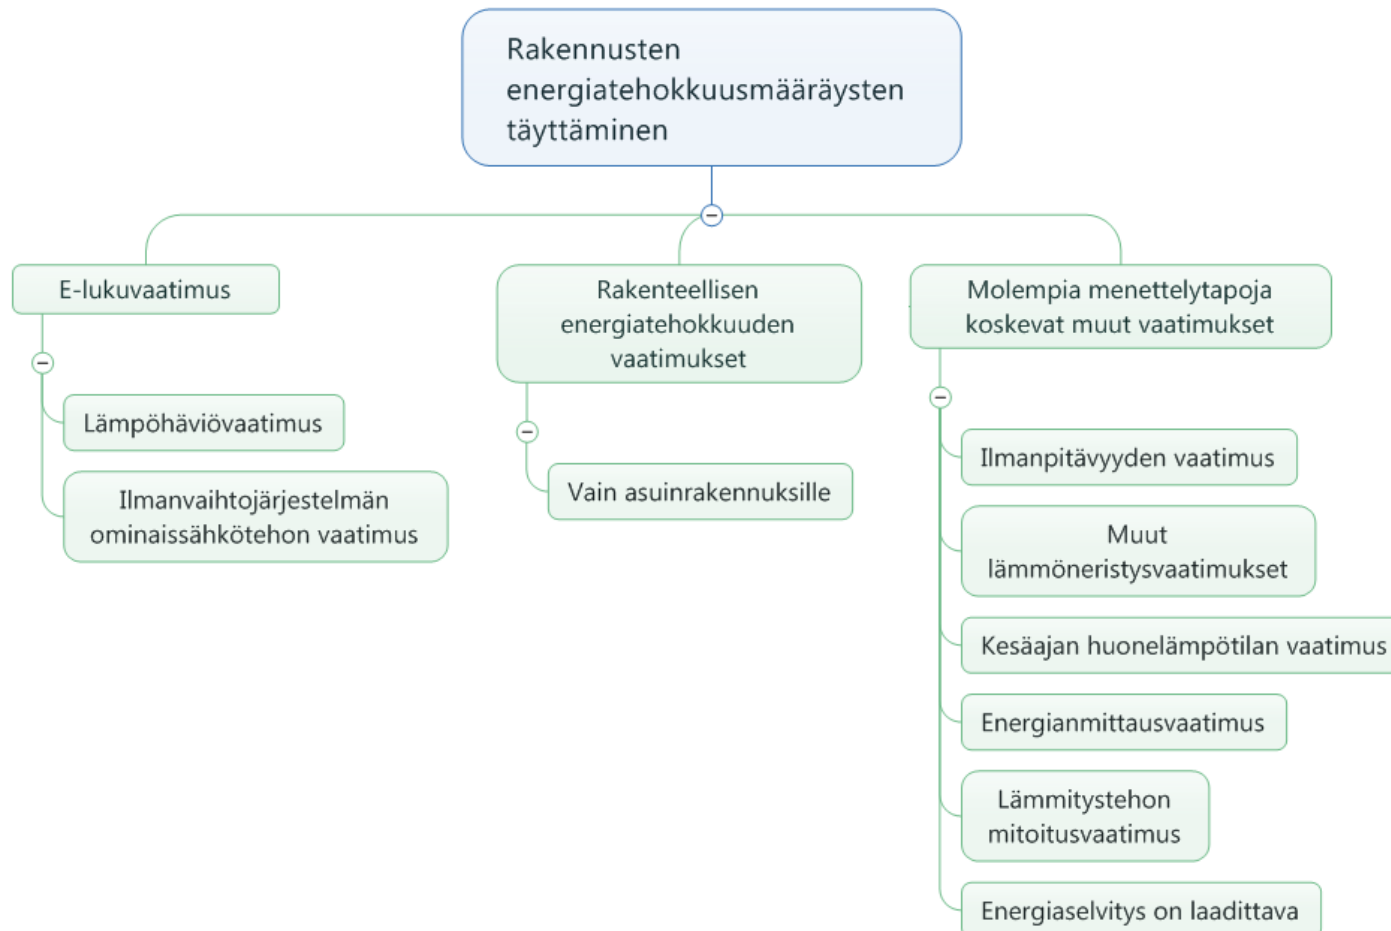 Rakennusten
energiatehokkuusmääräysten
täyttäminen
E-lukuvaatimus
Lämpöhäviövaatimus
Ilmanvaihtojärjestelmän
ominaissähkötehon vaatimus
Rakenteellisen
energiatehokkuuden
vaatimukset
Vain asuinrakennuksille
Molempia menettelytapoja
koskevat muut vaatimukset
Ilmanpitävyyden vaatimus
Muut
lämmöneristysvaatimukset
Kesäajan huonelämpötilan vaatimus
Energianmittausvaatimus
Lämmitystehon
mitoitusvaatimus
Energiaselvitys on laadittava